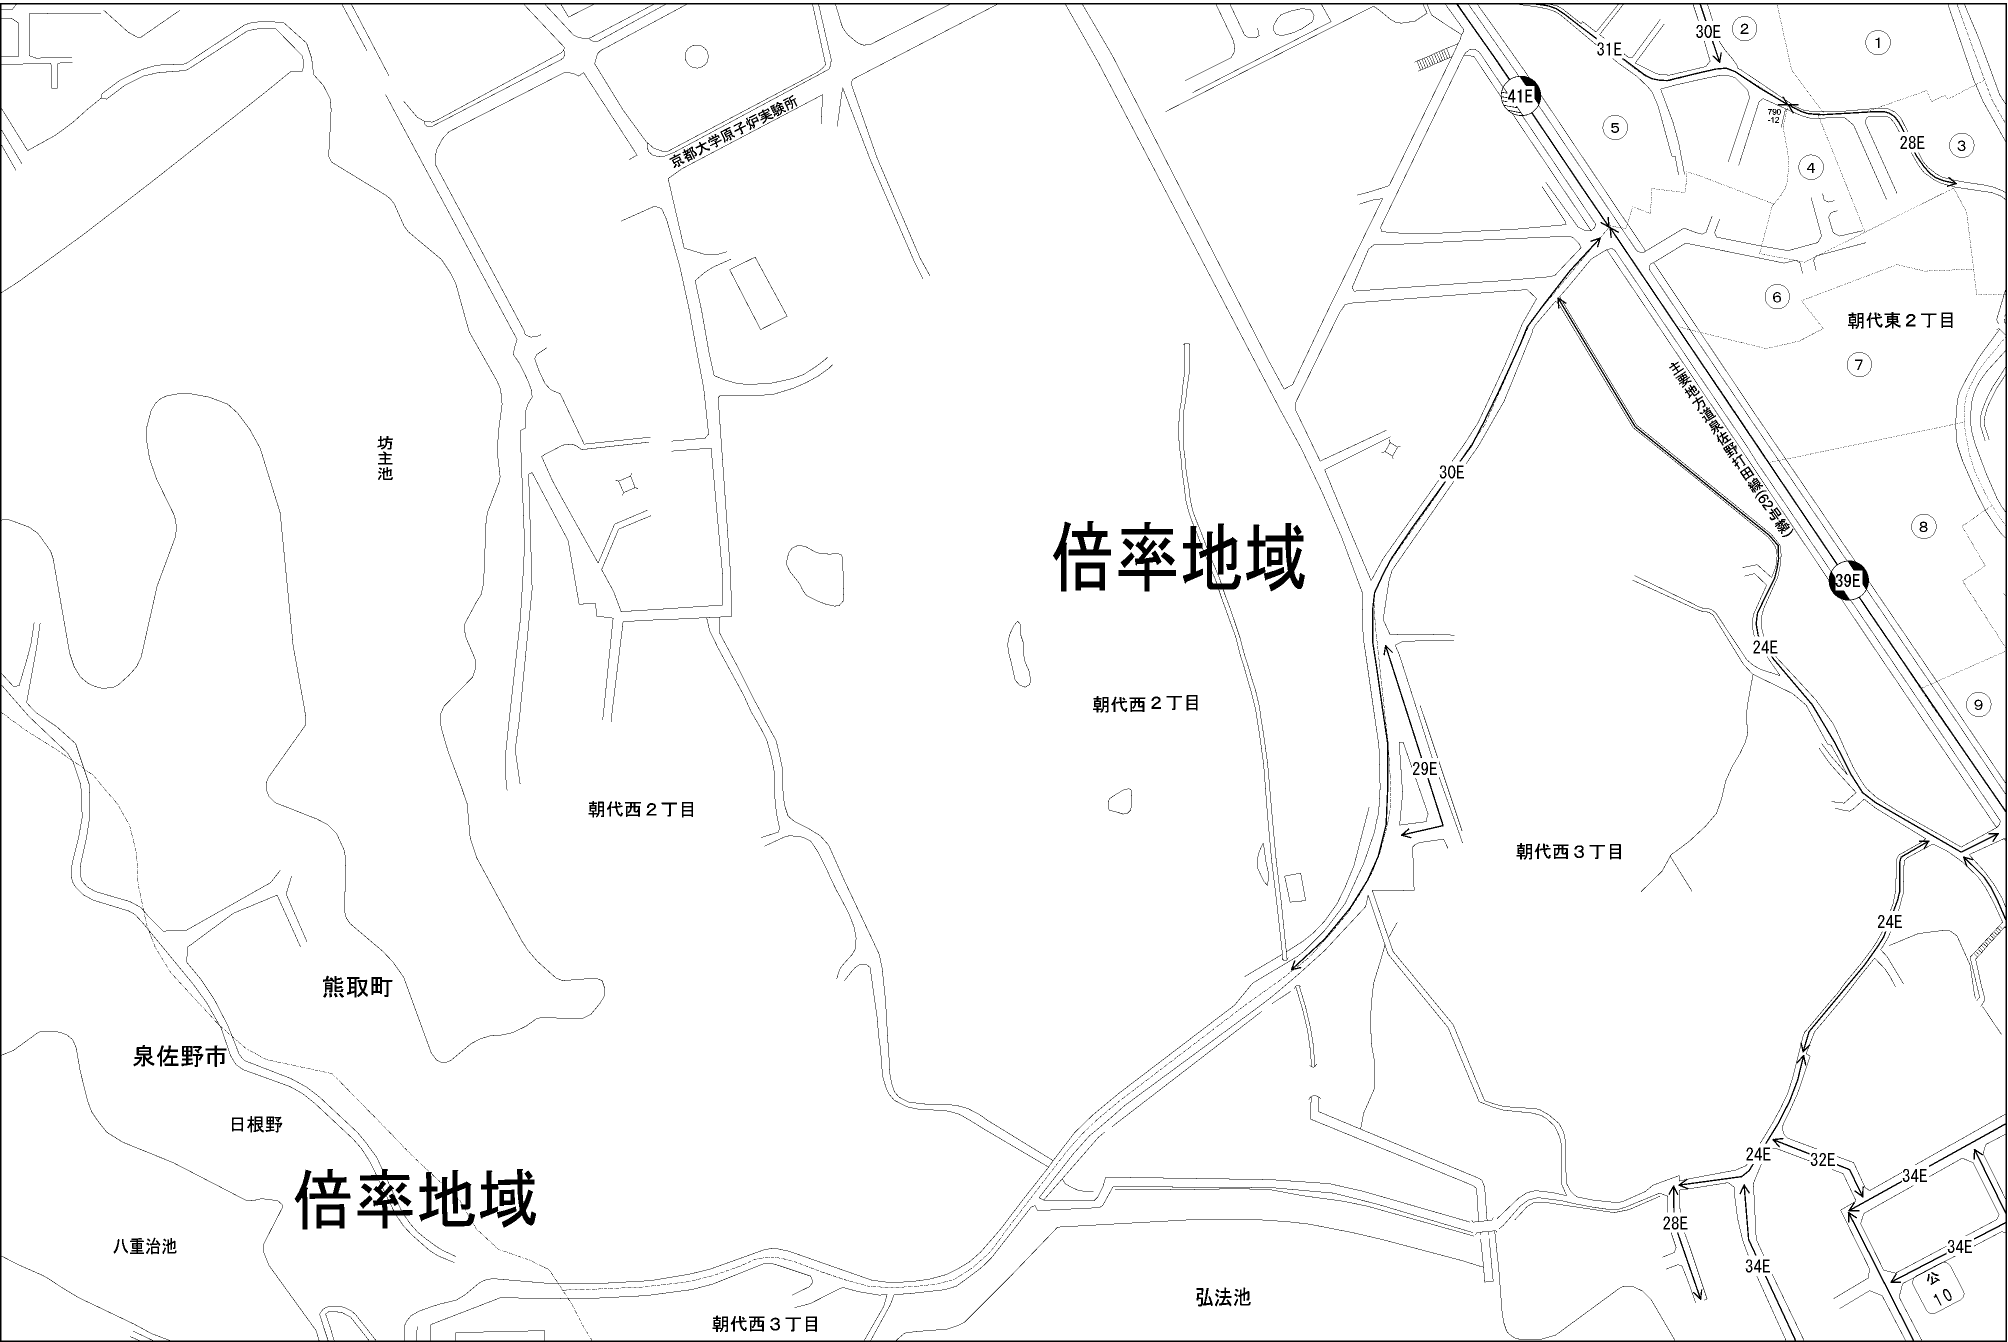 31E
30E
②
①
41E
790
-12
⑤
28E
③
④
京都大学原子炉実験所
⑥
朝代東2丁目
⑦
主要地方道泉佐野打田線(62号線)
坊主池
30E
⑧
倍率地域
39E
24E
朝代西2丁目
⑨
29E
朝代西2丁目
朝代西3丁目
24E
熊取町
泉佐野市
日根野
24E
32E
34E
倍率地域
28E
八重治池
34E
34E
公
10
弘法池
朝代西3丁目